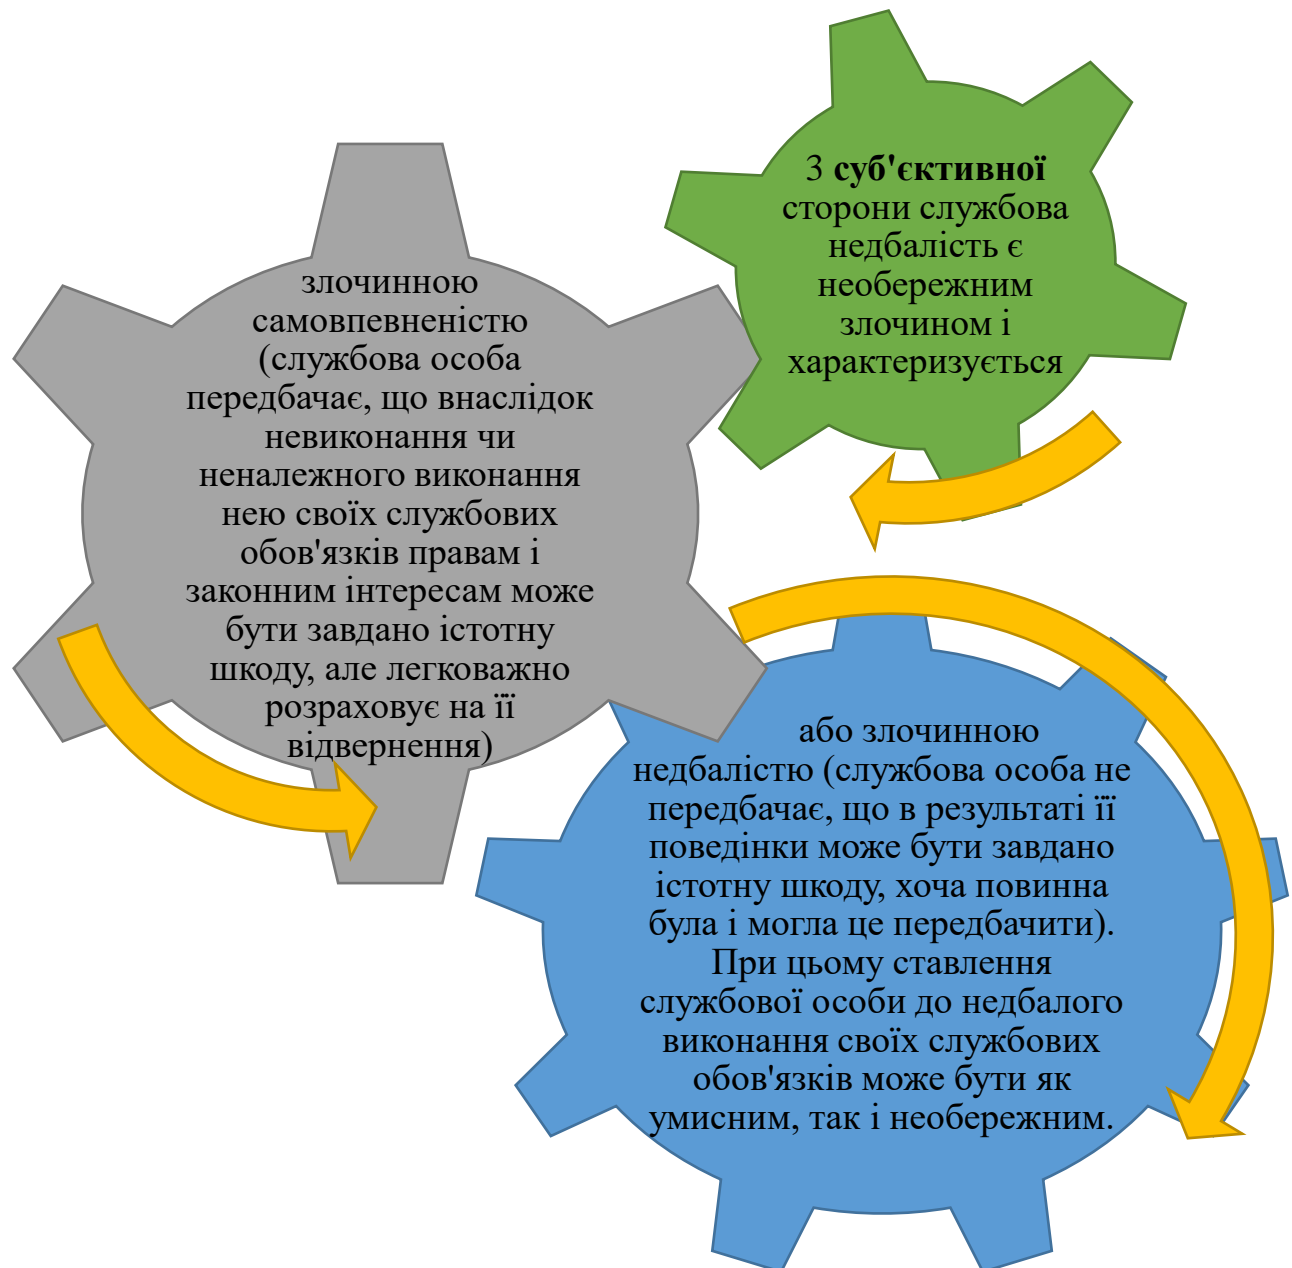 З суб'єктивної
сторони службова
недбалість є
необережним
злочином і
характеризується
злочинною
самовпевненістю
(службова особа
передбачає, що внаслідок
невиконання чи
неналежного виконання
нею своїх службових
обов'язків правам і
законним інтересам може
бути завдано істотну
шкоду, але легковажно
розраховує на її
відвернення)
або злочинною
недбалістю (службова особа не
передбачає, що в результаті її
поведінки може бути завдано
істотну шкоду, хоча повинна
була і могла це передбачити).
При цьому ставлення
службової особи до недбалого
виконання своїх службових
обов'язків може бути як
умисним, так і необережним.